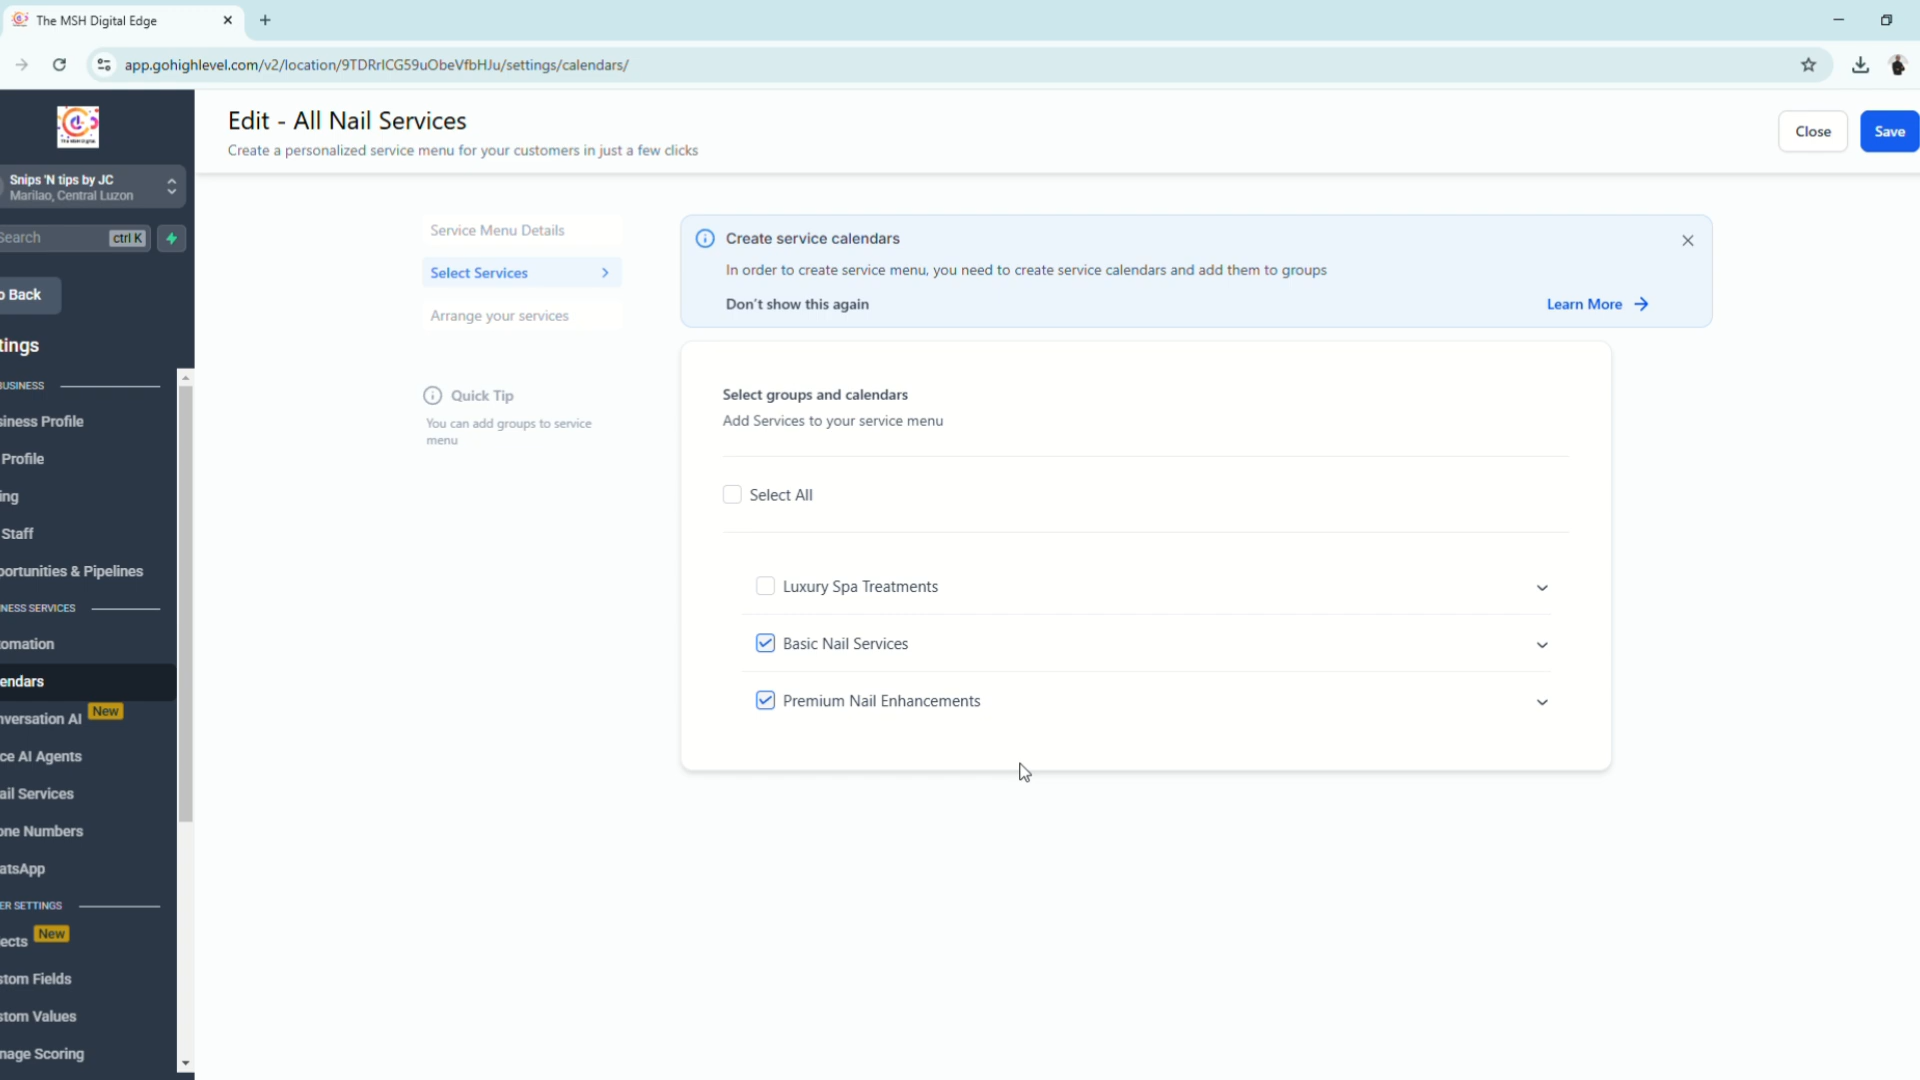 The MSH Digital Edge
app.gohighlevel.com/v2/location/9TDRrICG59uObeVfbHJu/settings/calendars/
Edit - All Nail Services
Create a personalized service menu for your customers in just a few clicks
Close
Save
Snips 'N tips by JC
Marilao, Central Luzon
Search
ctrl K
o Back
tings
BUSINESS
siness Profile
Profile
ing
Staff
portunities & Pipelines
NESS SERVICES
tomation
endars
nversation AI
New
ce AI Agents
ail Services
one Numbers
atsApp
ER SETTINGS
ects
New
stom Fields
stom Values
nage Scoring
Service Menu Details
Select Services
Arrange your services
Quick Tip
You can add groups to service
menu
Create service calendars
In order to create service menu, you need to create service calendars and add them to groups
Don't show this again
Learn More
Select groups and calendars
Add Services to your service menu
Select All
Luxury Spa Treatments
Basic Nail Services
Premium Nail Enhancements